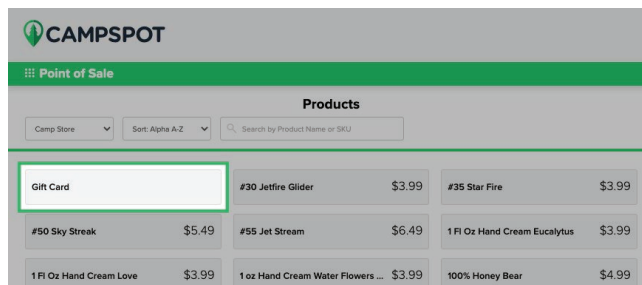 CAMPSPOT
Point of Sale
Products
Camp Store
Sort: Alpha A-Z
Search by Product Name or SKU
Gift Card
#30 Jetfire Glider $3.99
#35 Star Fire $3.99
#50 Sky Streak $5.49
#55 Jet Stream $6.49
1 Fl Oz Hand Cream Eucalytus $3.99
1 Fl Oz Hand Cream Love $3.99
1 oz Hand Cream Water Flowers ... $3.99
100% Honey Bear $4.99